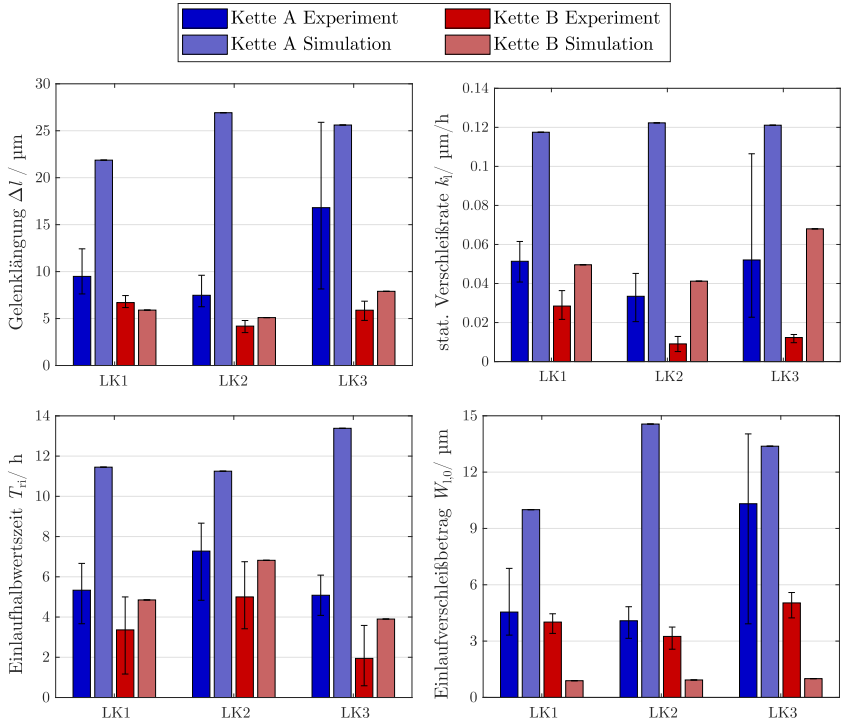 Kette A Experiment Kette B Experiment
Kette A Simulation Kette B Simulation
Gelenklängung Δl / µm
30
25
20
15
10
5
0
LK1 LK2 LK3
stat. Verschleißrate k_l/ µm/h
0.14
0.12
0.1
0.08
0.06
0.04
0.02
0
LK1 LK2 LK3
Einlaufhalbwertszeit T_ri/ h
14
12
10
8
6
4
2
0
LK1 LK2 LK3
Einlaufverschleißbetrag W_l,0/ µm
15
12
9
6
3
0
LK1 LK2 LK3